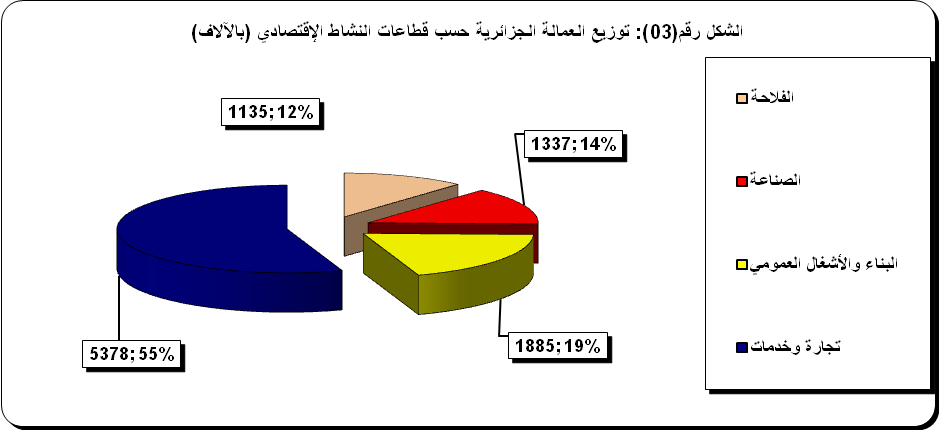 الشكل رقم(03): توزيع العمالة الجزائرية حسب قطاعات النشاط الإقتصادي (بالآلاف)
1135; 12%
1337; 14%
1885; 19%
5378; 55%
الفلاحة
الصناعة
البناء والأشغال العمومي
تجارة وخدمات